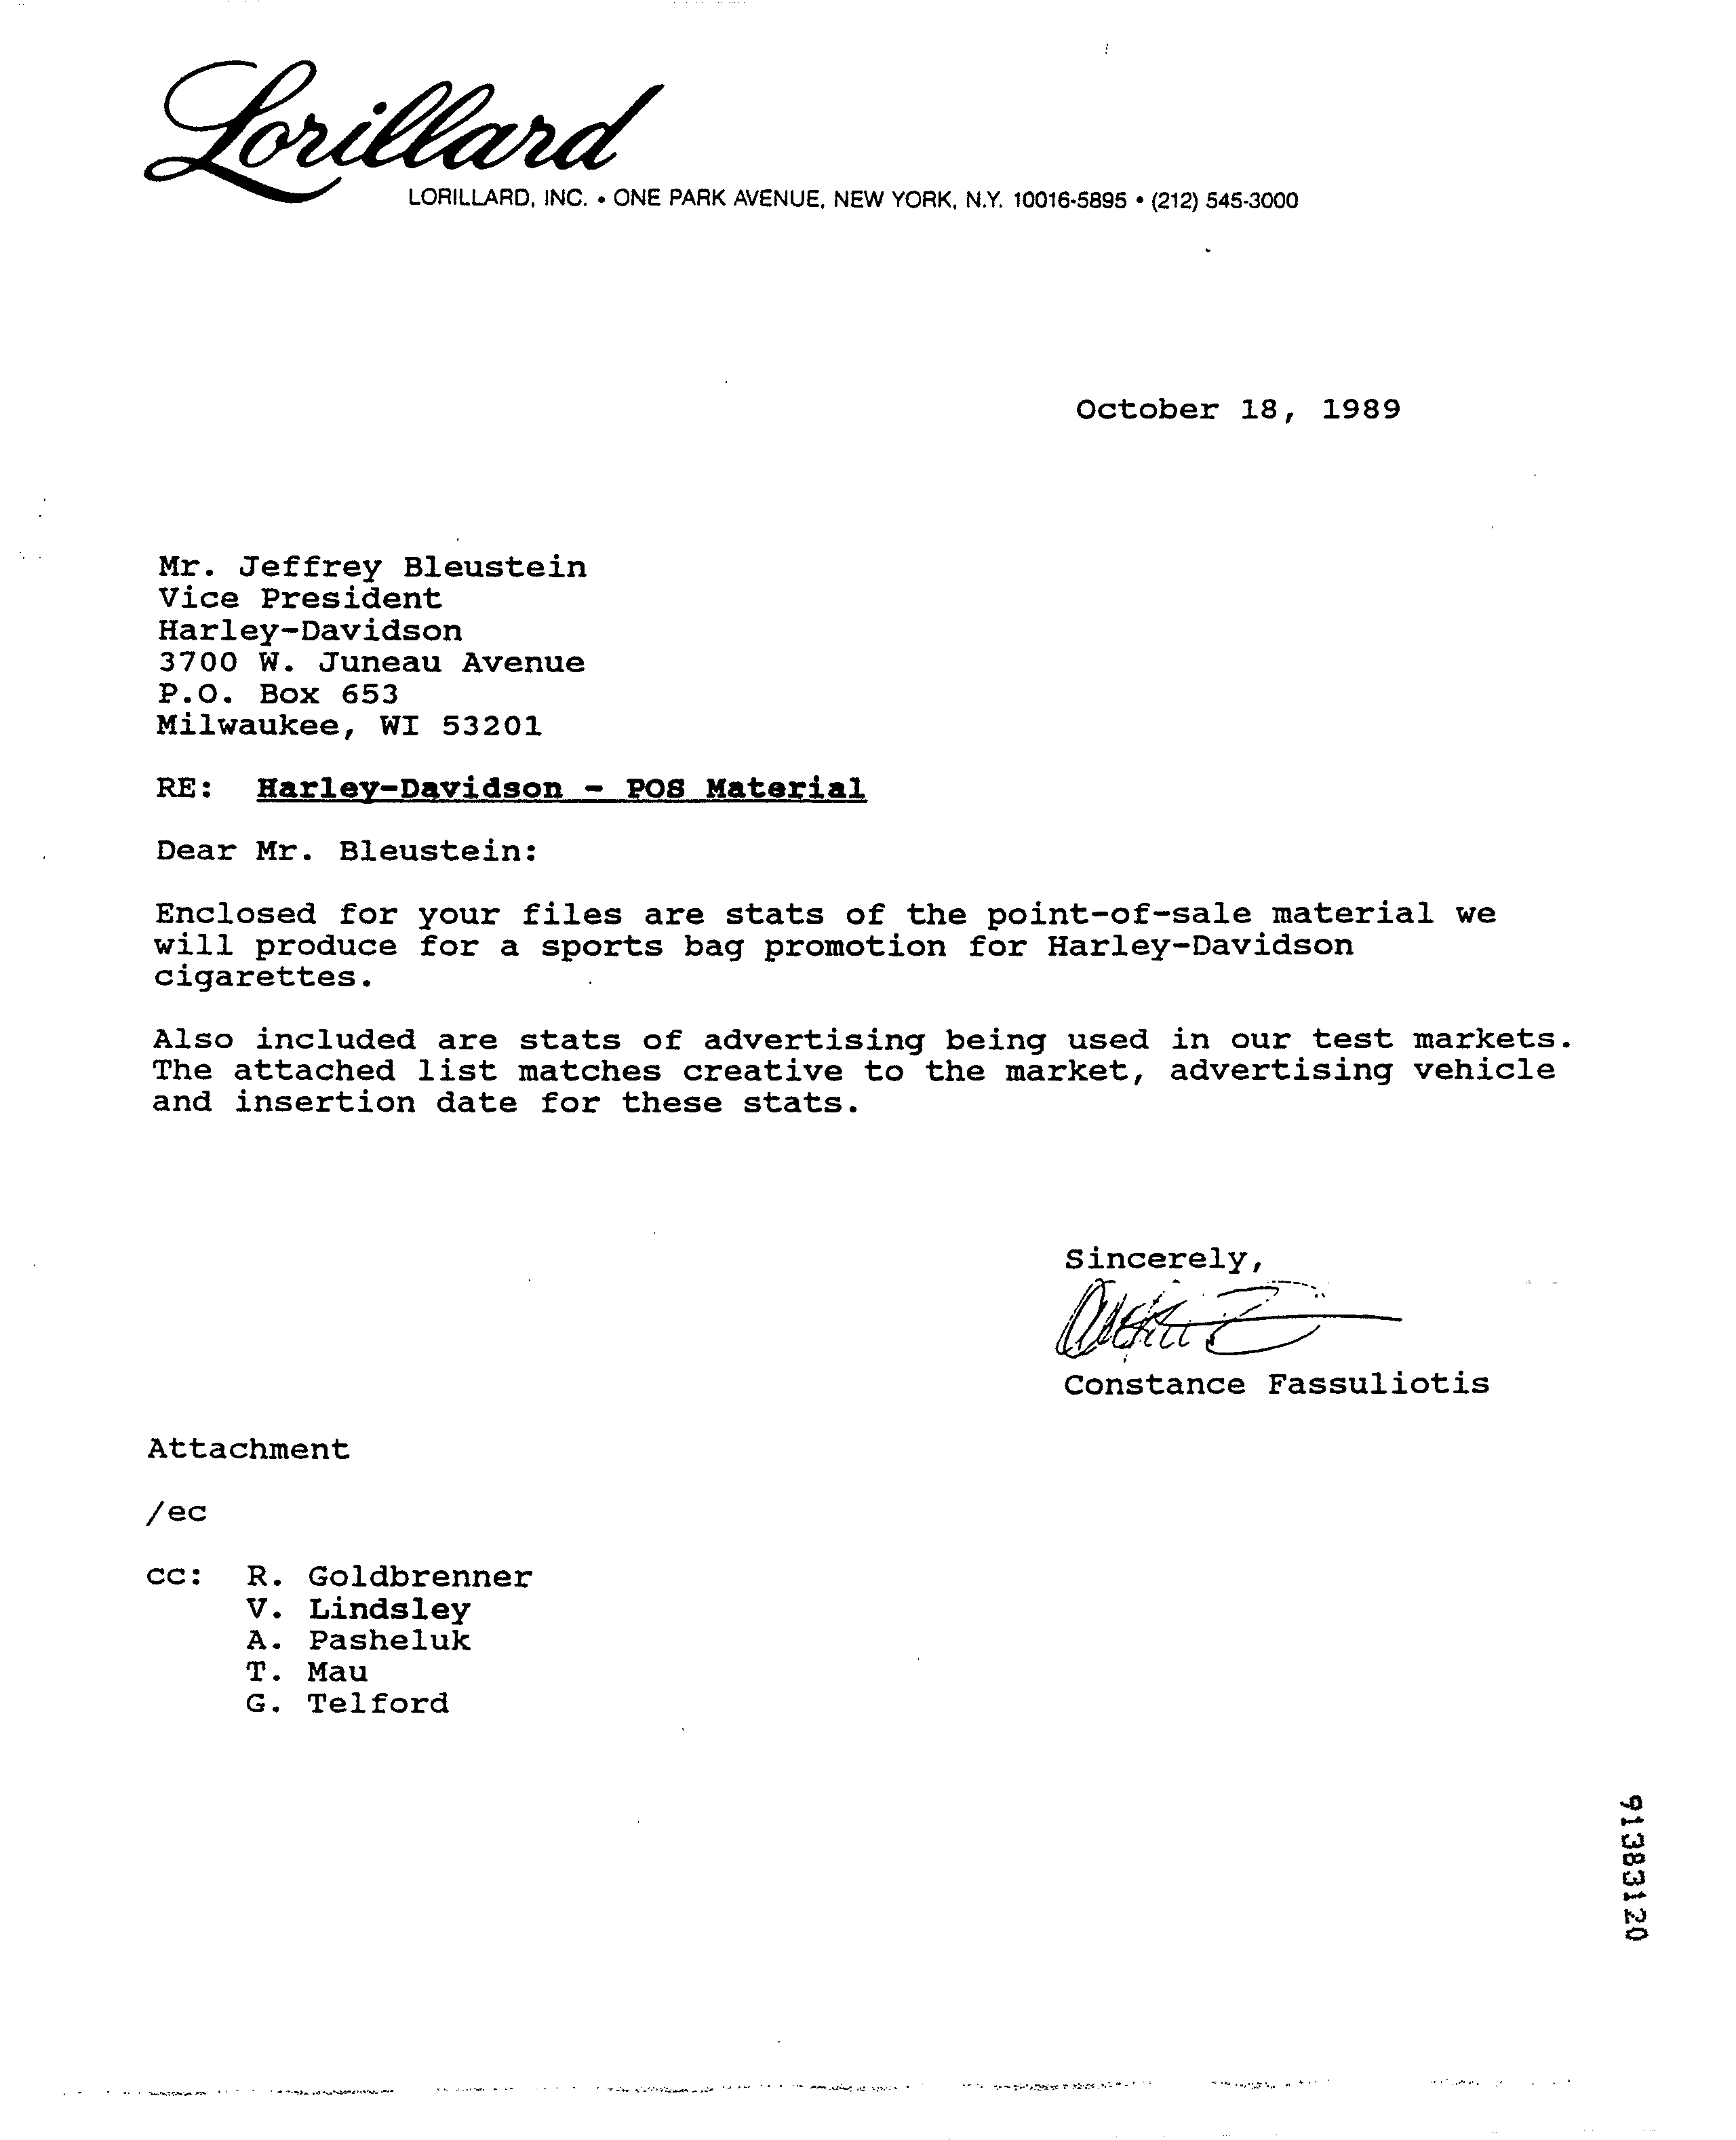 Lorillard
LORILLARD, INC. • ONE PARK AVENUE, NEW YORK, N.Y. 10016-5895 • (212) 545-3000
October 18, 1989
Mr. Jeffrey Bleustein
Vice President
Harley-Davidson
3700 W. Juneau Avenue
P.O. Box 653
Milwaukee, WI 53201
RE: Harley-Davidson - POS Material
Dear Mr. Bleustein:
Enclosed for your files are stats of the point-of-sale material we
will produce for a sports bag promotion for Harley-Davidson
cigarettes.
Also included are stats of advertising being used in our test markets.
The attached list matches creative to the market, advertising vehicle
and insertion date for these stats.
Sincerely,
Constance Fassuliotis
Attachment
/ec
cc: R. Goldbrenner
V. Lindsley
A. Pasheluk
T. Mau
G. Telford
91383120